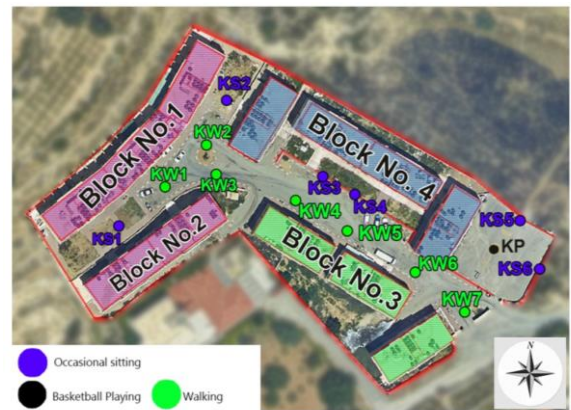 KS2
Block No.1
KW2
Block No. 4
KW1
KW3
KS3
KS4
KW4
KS1
Block No.2
KS5
KW5
KP
Block No.3
KW6
KS6
KW7
Occasional sitting
Basketball Playing
Walking